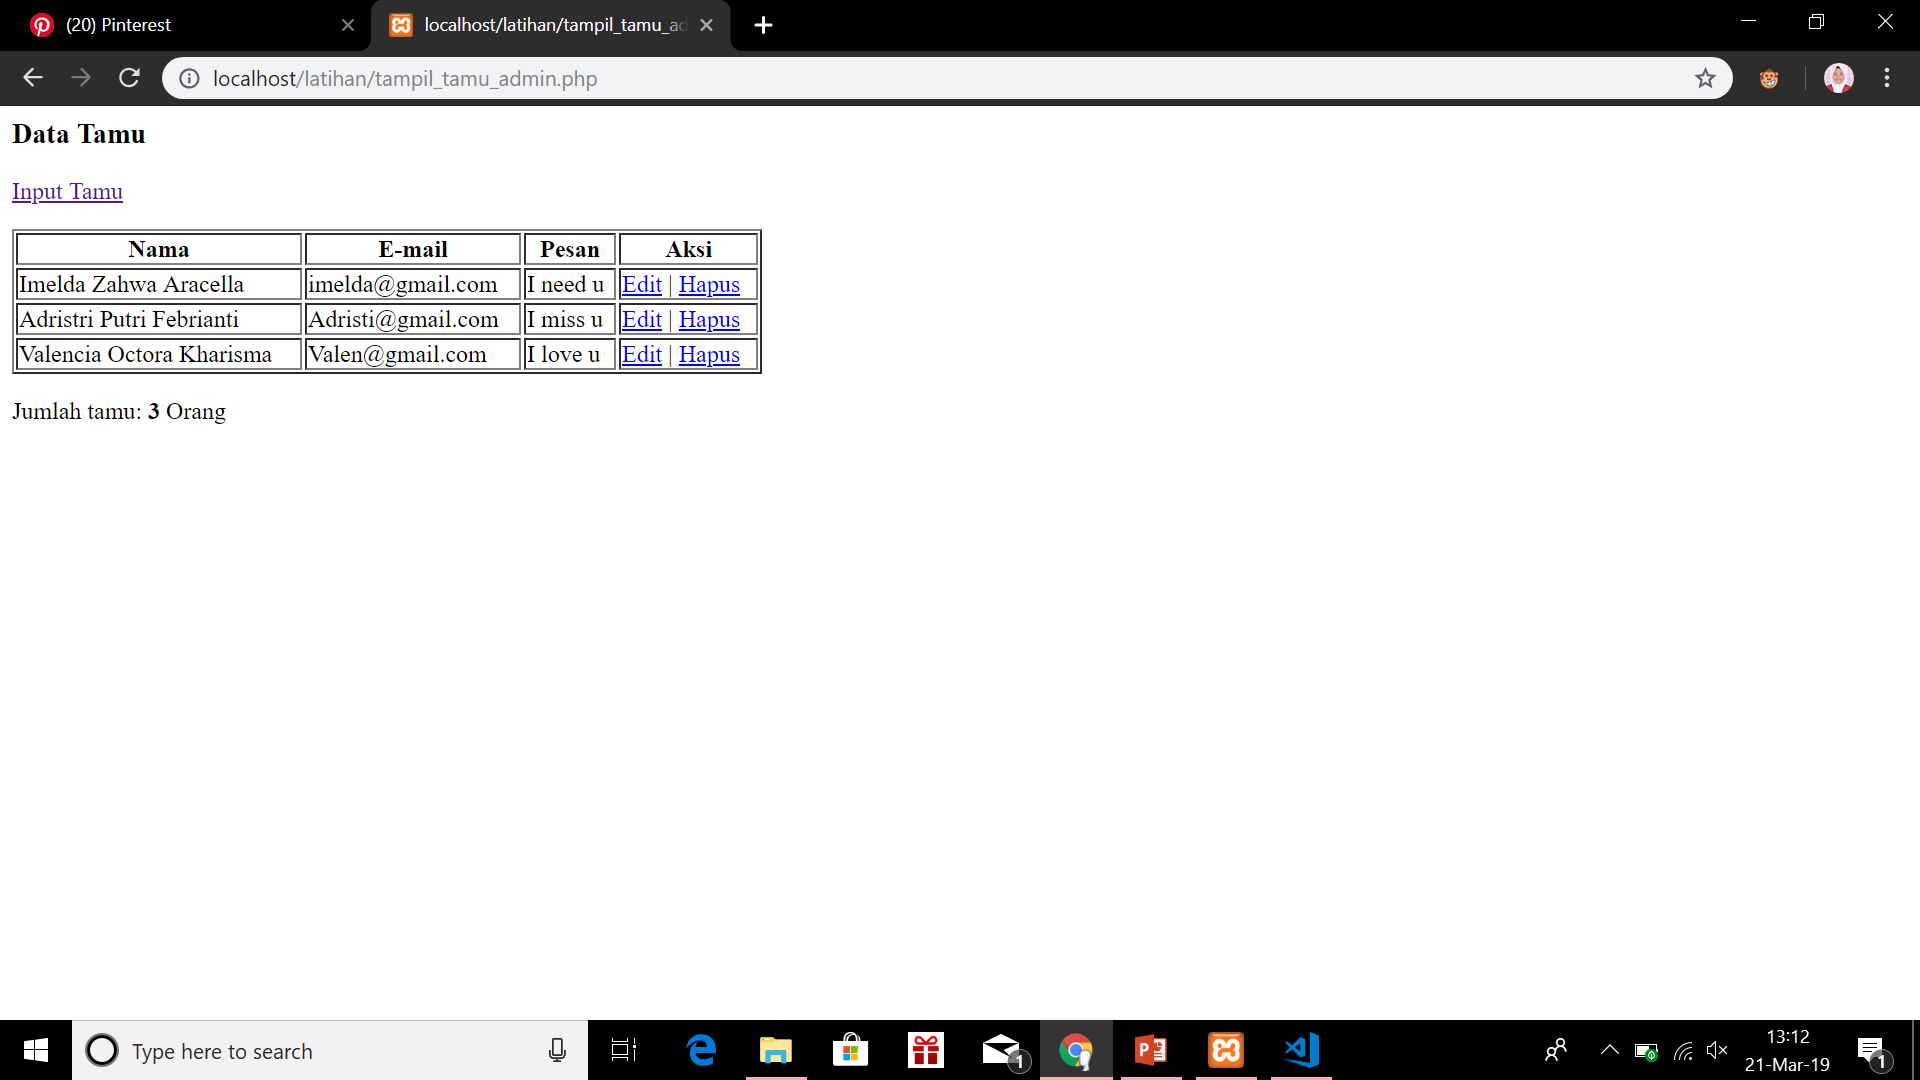 (20) Pinterest
localhost/latihan/tampil_tamu_ad
localhost/latihan/tampil_tamu_admin.php
Data Tamu
Input Tamu
Nama E-mail Pesan Aksi
Imelda Zahwa Aracella imelda@gmail.com I need u Edit | Hapus
Adristri Putri Febrianti Adristi@gmail.com I miss u Edit | Hapus
Valencia Octora Kharisma Valen@gmail.com I love u Edit | Hapus
Jumlah tamu: 3 Orang
Type here to search
1
13:12
21-Mar-19
1